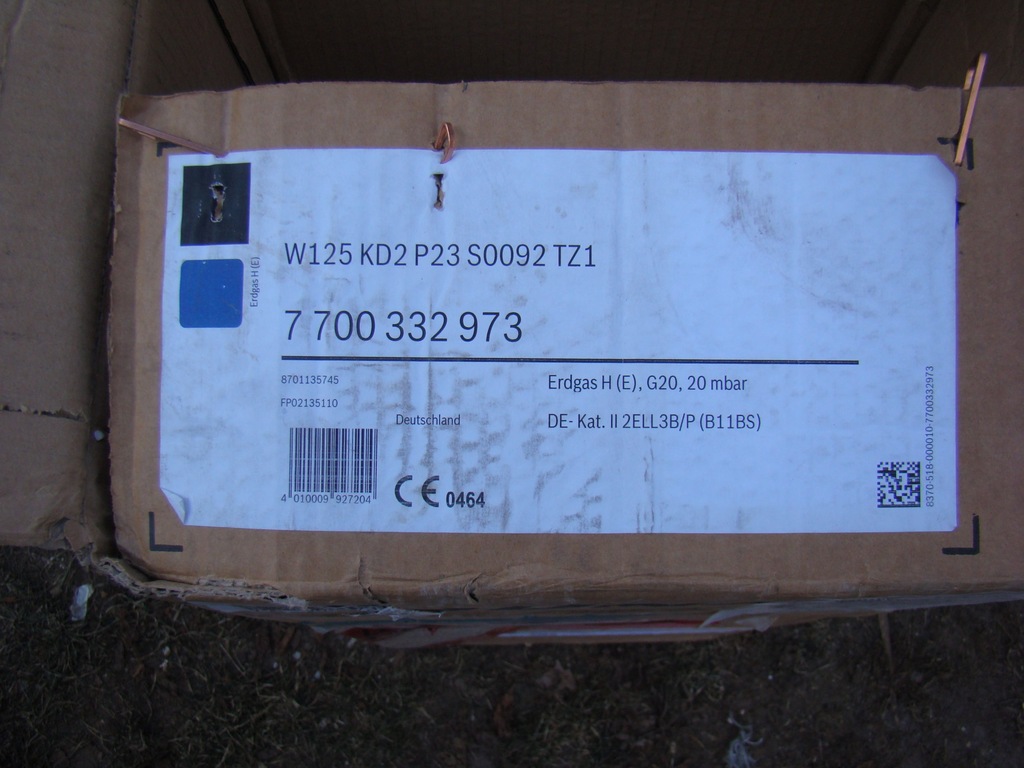 W125 KD2 P23 S0092 TZ1
Erdgas H (E)
7 700 332 973
8701135745
FP02135110
Erdgas H (E), G20, 20 mbar
Deutschland
DE- Kat. II 2ELL3B/P (B11BS)
4 010009 927204
CE 0464
8370-518-000010-7700332973